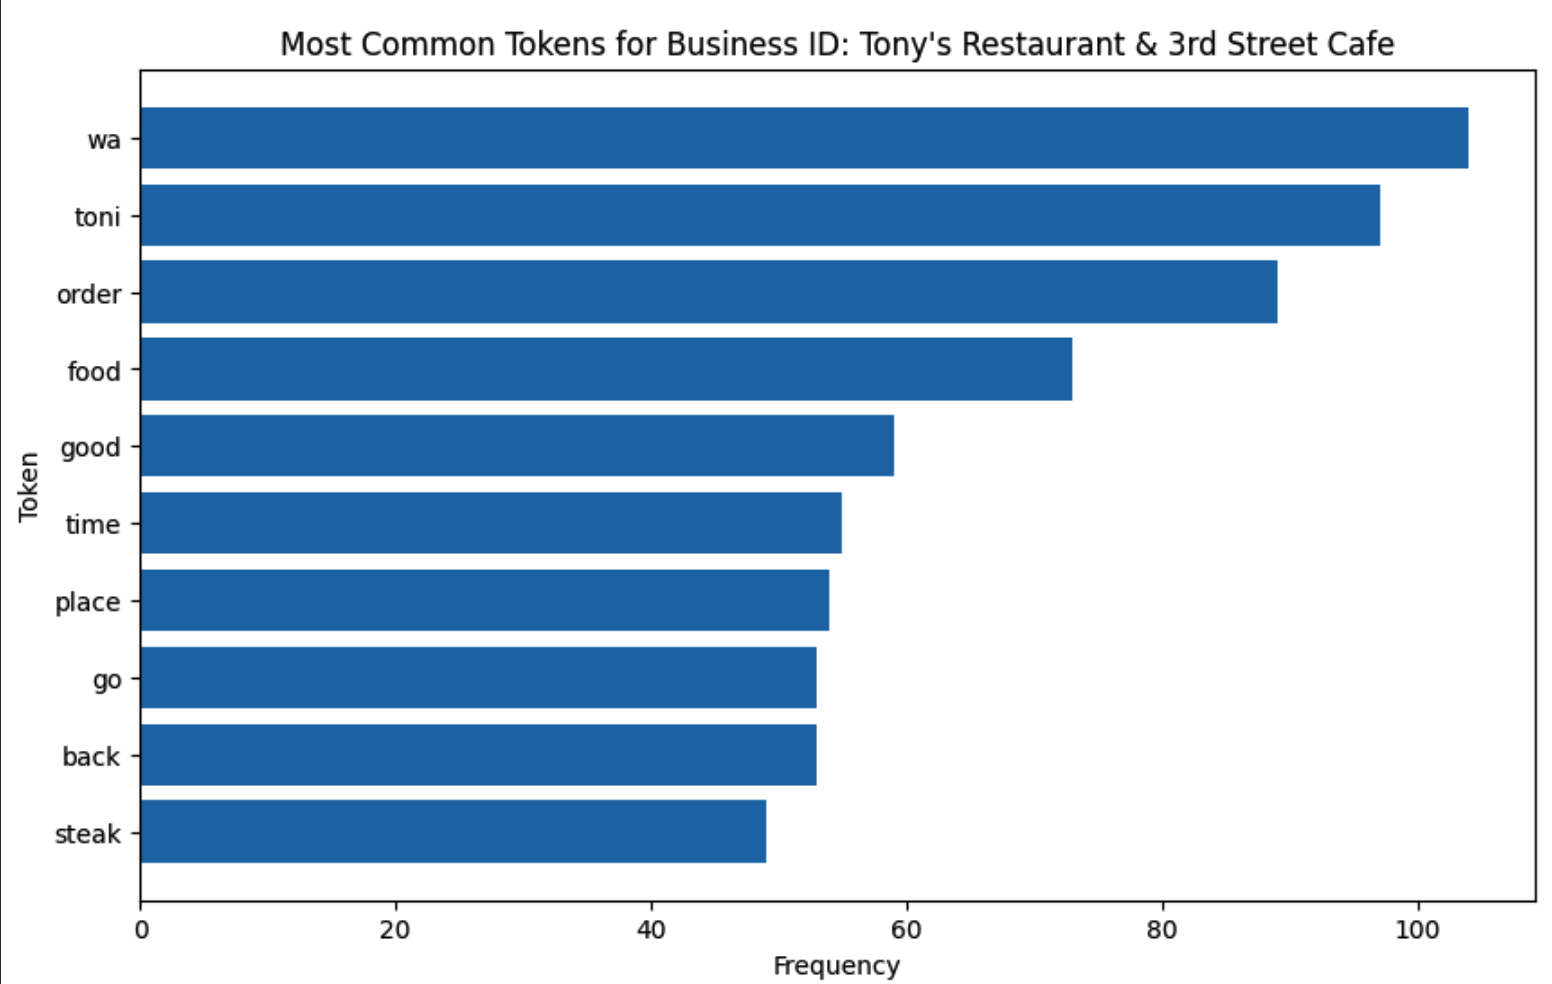 Most Common Tokens for Business ID: Tony's Restaurant & 3rd Street Cafe
wa
toni
order
food
good
time
place
go
back
steak
Token
0 20 40 60 80 100
Frequency